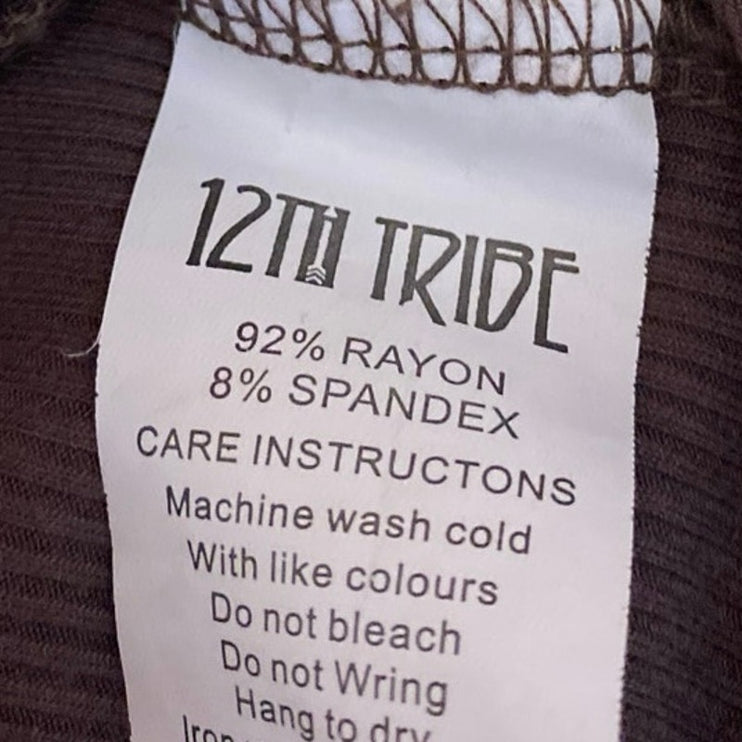 12TH TRIBE
92% RAYON
8% SPANDEX
CARE INSTRUCTONS
Machine wash cold
With like colours
Do not bleach
Do not Wring
Hang to dry
Iron